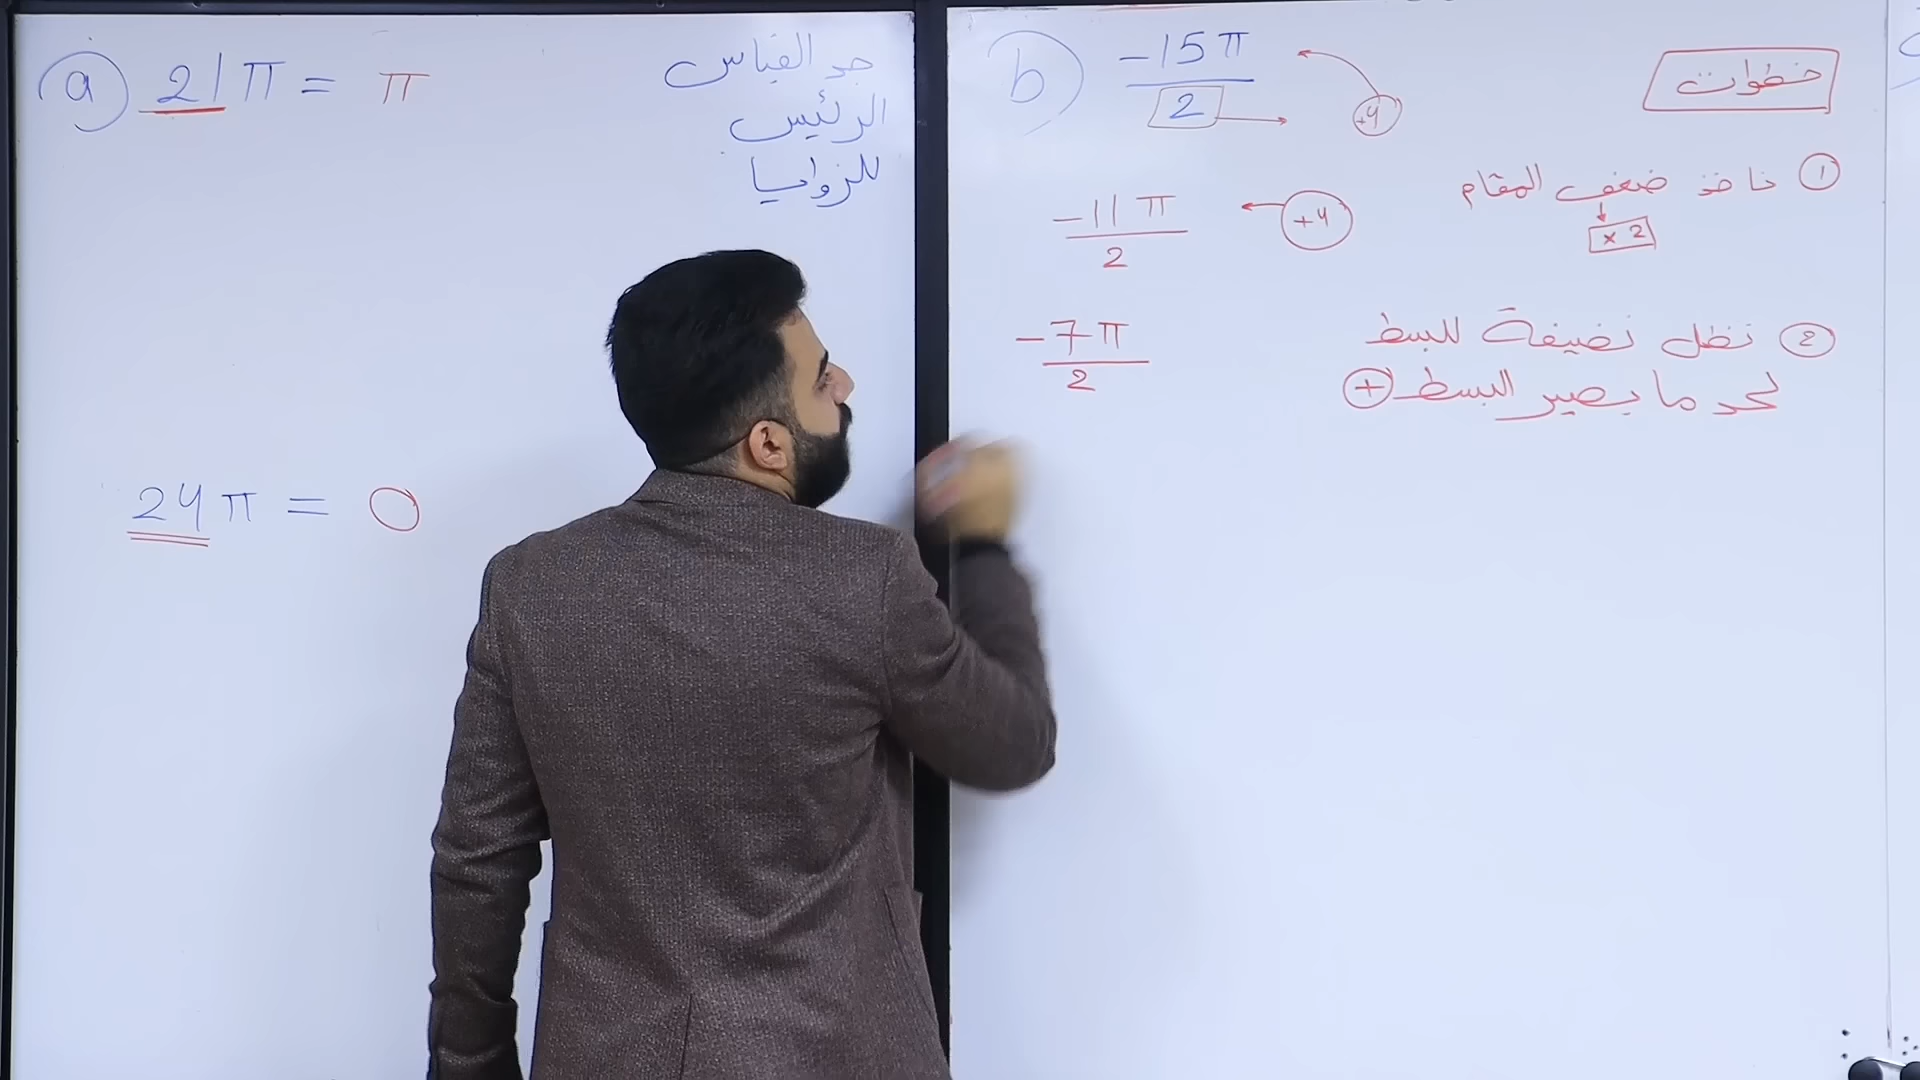 a 21π = π
جد القياس
الرئيس
للزوايا
24π = 0
b -15π/2
+4
-11π/2
+4
-7π/2
خطوات
1 ناخذ ضعف المقام
× 2
2 نظل نضيفة للبسط
لحد ما يصير البسط +